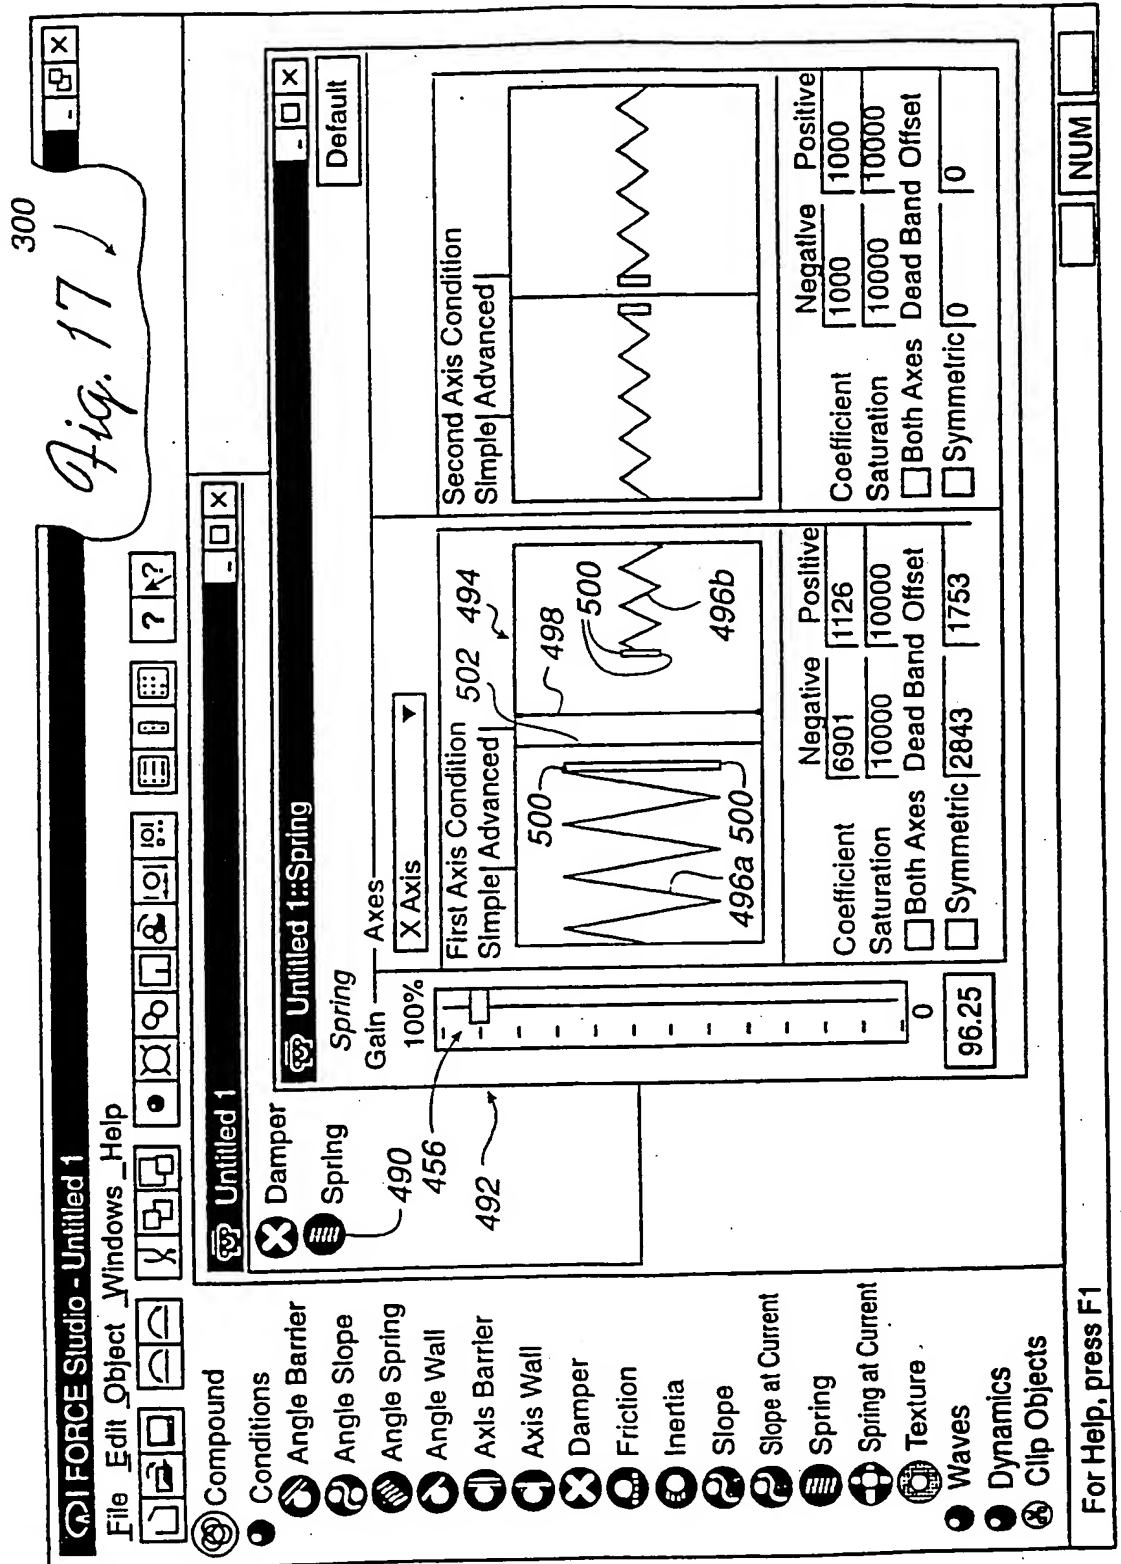 300
Fig. 17
I FORCE Studio - Untitled 1
File Edit Object Windows Help
? ?
Compound
Conditions
Angle Barrier
Angle Slope
Angle Spring
Angle Wall
Axis Barrier
Axis Wall
Damper
Friction
Inertia
Slope
Slope at Current
Spring
Spring at Current
Texture
Waves
Dynamics
Clip Objects
Untitled 1
Damper
Spring
490
456
492
Untitled 1::Spring
Default
Spring
Gain
100%
0
96.25
Axes
X Axis
First Axis Condition
Simple Advanced
502
494
498
500
500
496a
500
496b
Negative Positive
Coefficient 6901 1126
Saturation 10000 10000
Both Axes Dead Band Offset
Symmetric 2843 1753
Second Axis Condition
Simple Advanced
Negative Positive
Coefficient 1000 1000
Saturation 10000 10000
Both Axes Dead Band Offset
Symmetric 0 0
For Help, press F1
NUM